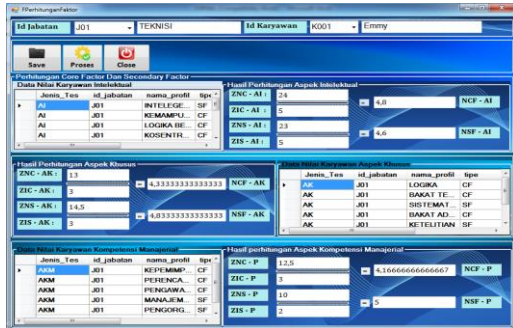 FPerhitunganFaktor
Id Jabatan J01 - TEKNISI Id Karyawan K001 - Emmy
Save Proses Close
Perhitungan Core Factor Dan Secondary Factor
Data Nilai Karyawan Intelektual
Jenis_Tes id_jabatan nama_profil tipe
AI J01 INTELEGE... SF
AI J01 KEMAMPU... CF
AI J01 LOGIKA BE... CF
AI J01 KOSENTR... CF
Hasil Perhitungan Aspek Intelektual
ZNC - AI : 24
ZIC - AI : 5
= 4,8 NCF - AI
ZNS - AI : 23
ZIS - AI : 5
= 4,6 NSF - AI
Hasil Perhitungan Aspek Khusus
ZNC - AK : 13
ZIC - AK : 3
= 4,33333333333333 NCF - AK
ZNS - AK : 14,5
ZIS - AK : 3
= 4,83333333333333 NSF - AK
Data Nilai Karyawan Aspek Khusus
Jenis_Tes id_jabatan nama_profil tipe
AK J01 LOGIKA CF
AK J01 BAKAT TE... CF
AK J01 SISTEMAT... SF
AK J01 BAKAT AD... CF
AK J01 KETELITIAN SF
Data Nilai Karyawan Kompetensi Manajerial
Jenis_Tes id_jabatan nama_profil tipe
AKM J01 KEPEMIMP... CF
AKM J01 PERENCA... CF
AKM J01 PENGAWA... CF
AKM J01 MANAJEM... SF
AKM J01 PENGORG... SF
Hasil perhitungan Aspek Kompetensi Manajerial
ZNC - P 12,5
ZIC - P 3
= 4,16666666666667 NCF - P
ZNS - P 10
ZIS - P 2
= 5 NSF - P